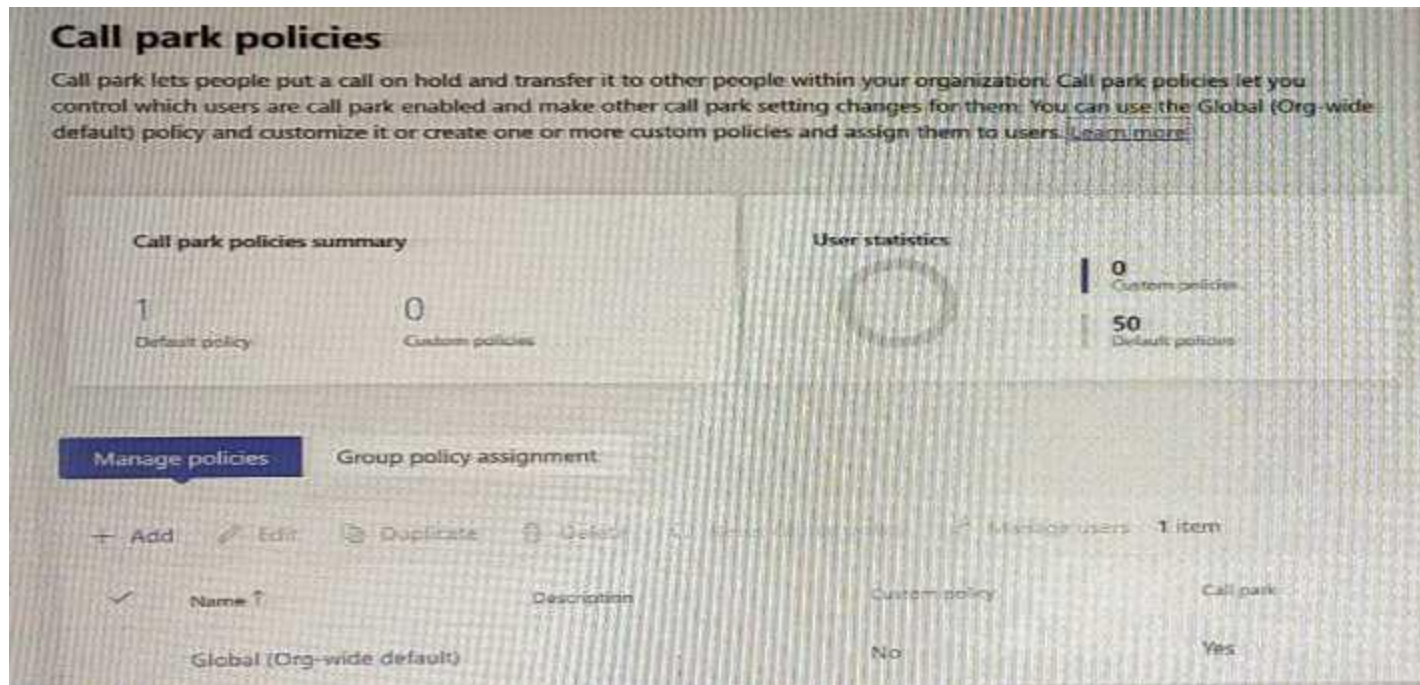 Call park policies
Call park lets people put a call on hold and transfer it to other people within your organization. Call park policies let you
control which users are call park enabled and make other call park setting changes for them. You can use the Global (Org-wide
default) policy and customize it or create one or more custom policies and assign them to users. Learn more
Call park policies summary
User statistics
1
Default policy
0
Custom policies
0
Custom policies
50
Default policies
Manage policies
Group policy assignment
+ Add Edit Duplicate Delete Manage users 1 item
Name ↑ Description Custom policy Call park
Global (Org-wide default) No Yes